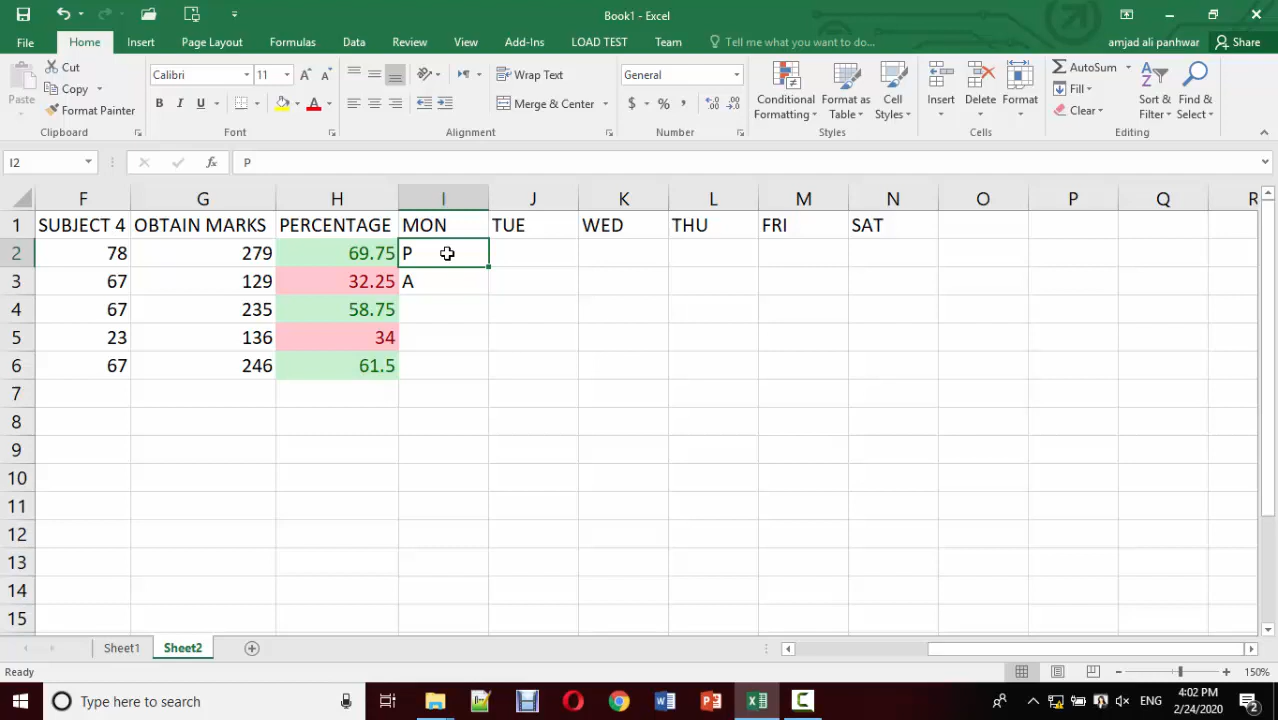 Book1 - Excel
File Home Insert Page Layout Formulas Data Review View Add-Ins LOAD TEST Team Tell me what you want to do... amjad ali panhwar Share
Paste Cut Copy Format Painter
Calibri 11 B I U A
Wrap Text Merge & Center
General $ % ,
Conditional Formatting Format as Table Cell Styles
Insert Delete Format
AutoSum Fill Clear Sort & Filter Find & Select
Clipboard Font Alignment Number Styles Cells Editing
I2 fx P
F G H I J K L M N O P Q R
1 SUBJECT 4 OBTAIN MARKS PERCENTAGE MON TUE WED THU FRI SAT
2 78 279 69.75 P
3 67 129 32.25 A
4 67 235 58.75
5 23 136 34
6 67 246 61.5
7
8
9
10
11
12
13
14
15
Sheet1 Sheet2
Ready 150%
Type here to search ENG 4:02 PM
2/24/2020 2